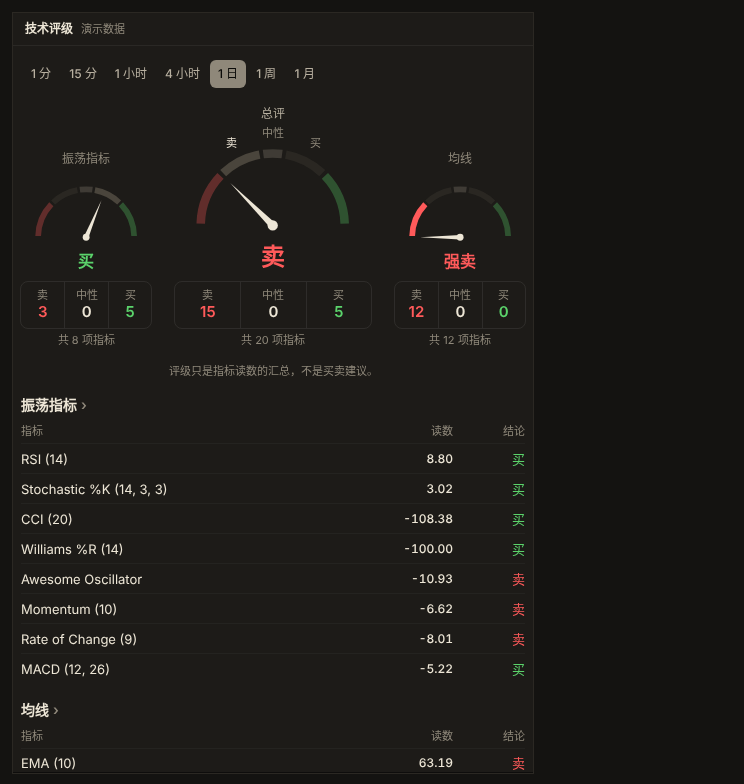 技术评级 演示数据
1 分 15 分 1 小时 4 小时 1 日 1 周 1 月
总评
中性
卖 买
振荡指标
均线
买
卖
强卖
卖 中性 买
3 0 5
共 8 项指标
卖 中性 买
15 0 5
共 20 项指标
卖 中性 买
12 0 0
共 12 项指标
评级只是指标读数的汇总，不是买卖建议。
振荡指标 ›
指标 读数 结论
RSI (14) 8.80 买
Stochastic %K (14, 3, 3) 3.02 买
CCI (20) -108.38 买
Williams %R (14) -100.00 买
Awesome Oscillator -10.93 卖
Momentum (10) -6.62 卖
Rate of Change (9) -8.01 卖
MACD (12, 26) -5.22 买
均线 ›
指标 读数 结论
EMA (10) 63.19 卖